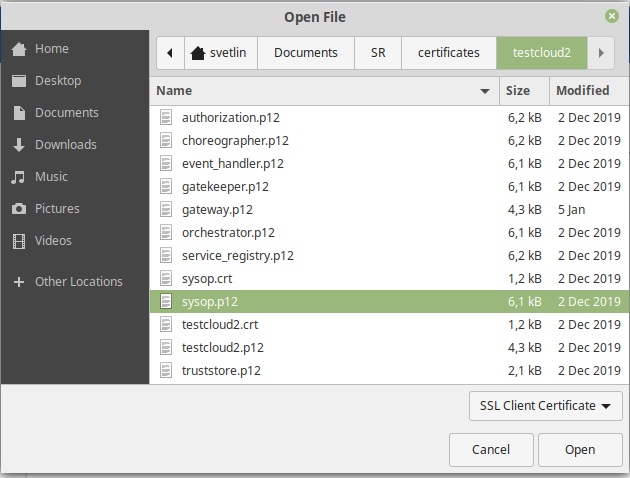 Open File
Home
Desktop
Documents
Downloads
Music
Pictures
Videos
Other Locations
svetlin Documents SR certificates testcloud2
Name Size Modified
authorization.p12 6,2 kB 2 Dec 2019
choreographer.p12 6,2 kB 2 Dec 2019
event_handler.p12 6,1 kB 2 Dec 2019
gatekeeper.p12 6,1 kB 2 Dec 2019
gateway.p12 4,3 kB 5 Jan
orchestrator.p12 6,1 kB 2 Dec 2019
service_registry.p12 6,2 kB 2 Dec 2019
sysop.crt 1,2 kB 2 Dec 2019
sysop.p12 6,1 kB 2 Dec 2019
testcloud2.crt 1,2 kB 2 Dec 2019
testcloud2.p12 4,3 kB 2 Dec 2019
truststore.p12 2,1 kB 2 Dec 2019
SSL Client Certificate
Cancel Open